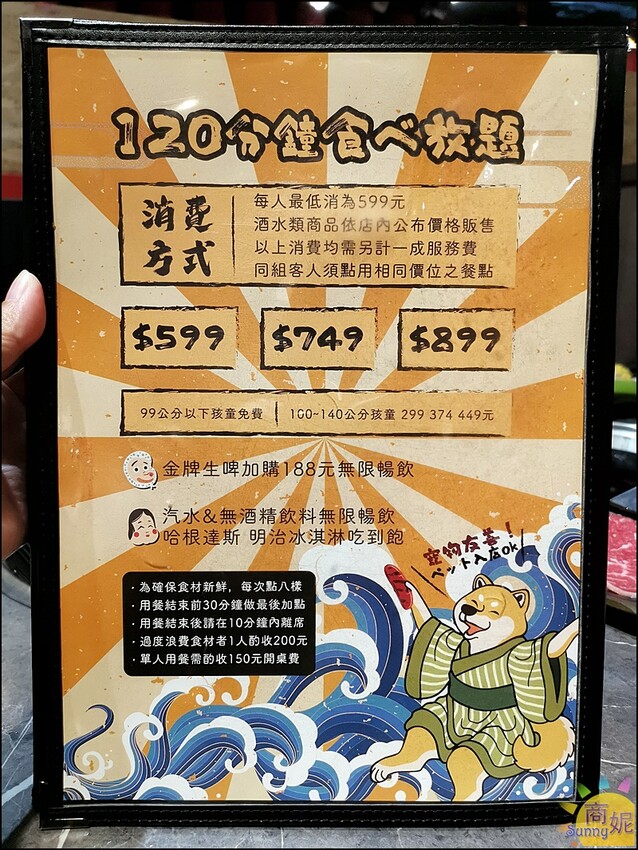 120分鐘食べ放題
消費方式
每人最低消為599元
酒水類商品依店內公布價格販售
以上消費均需另計一成服務費
同組客人須點用相同價位之餐點
$599 $749 $899
99公分以下孩童免費 100~140公分孩童 299 374 449元
金牌生啤加購188元無限暢飲
汽水&無酒精飲料無限暢飲
哈根達斯 明治冰淇淋吃到飽
寵物友善!
ペット入店OK
·為確保食材新鮮,每次點八樣
·用餐結束前30分鐘做最後加點
·用餐結束後請在10分鐘內離席
·過度浪費食材者1人酌收200元
·單人用餐需酌收150元開桌費
商妮
Sunny